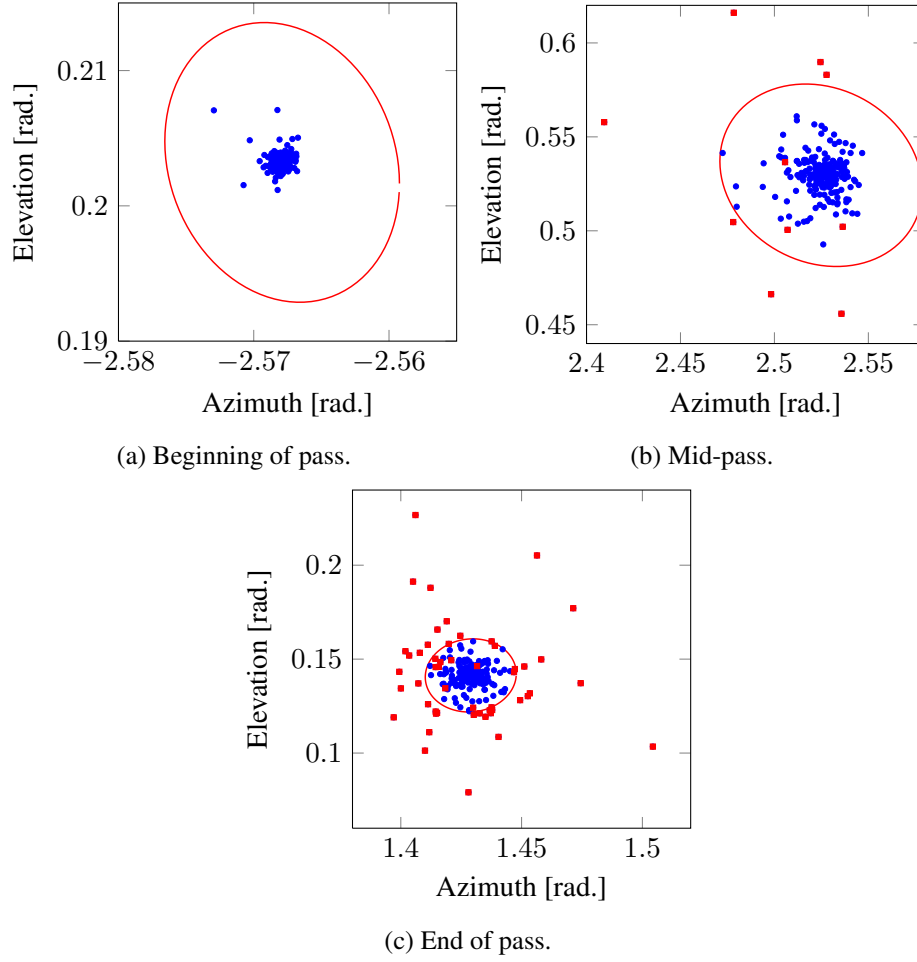 0.21
0.2
0.19
−2.58
−2.57
−2.56
Elevation [rad.]
Azimuth [rad.]
(a) Beginning of pass.
0.6
0.55
0.5
0.45
2.4
2.45
2.5
2.55
Elevation [rad.]
Azimuth [rad.]
(b) Mid-pass.
0.2
0.15
0.1
1.4
1.45
1.5
Elevation [rad.]
Azimuth [rad.]
(c) End of pass.